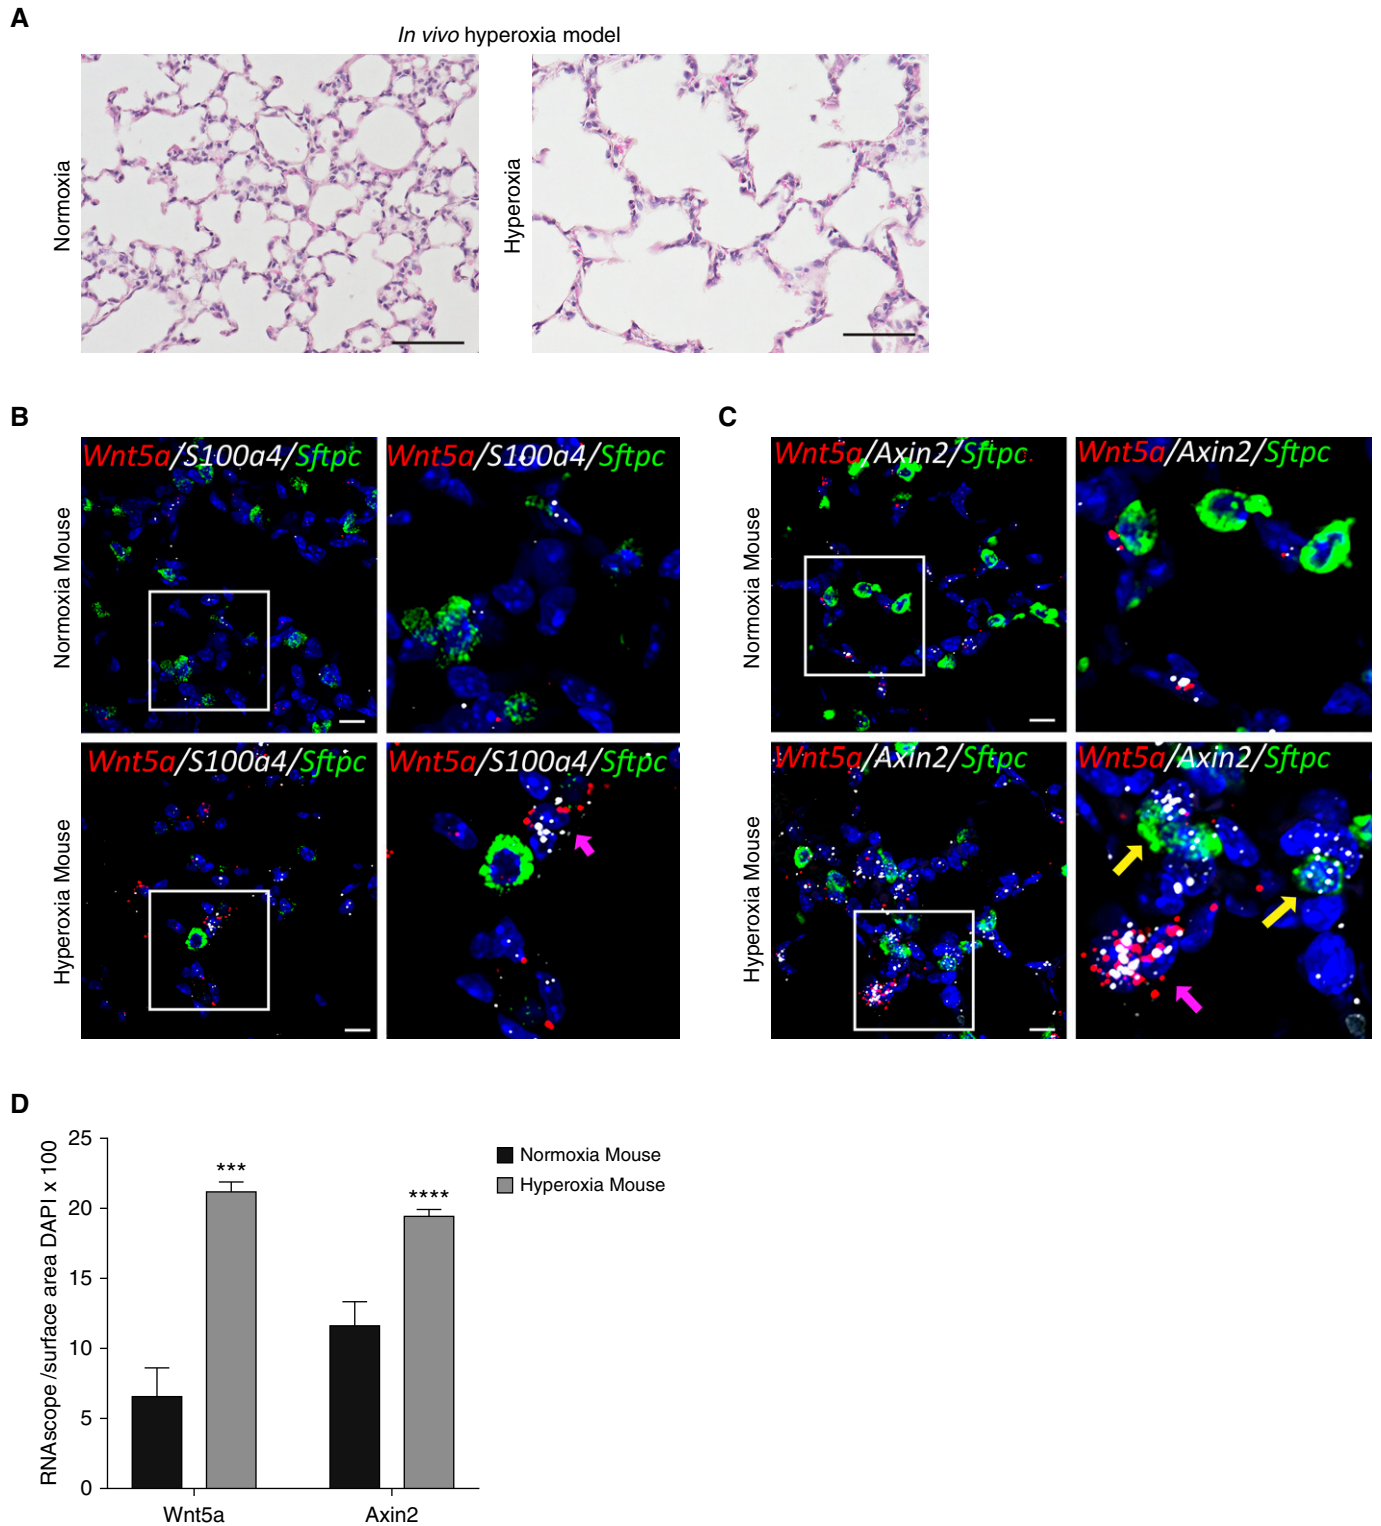 A
In vivo hyperoxia model
Normoxia
Hyperoxia
B
C
Normoxia Mouse
Wnt5a/S100a4/Sftpc
Wnt5a/S100a4/Sftpc
Normoxia Mouse
Wnt5a/Axin2/Sftpc
Wnt5a/Axin2/Sftpc
Hyperoxia Mouse
Wnt5a/S100a4/Sftpc
Wnt5a/S100a4/Sftpc
Hyperoxia Mouse
Wnt5a/Axin2/Sftpc
Wnt5a/Axin2/Sftpc
D
RNAscope /surface area DAPI x 100
25
20
15
10
5
0
***
****
Wnt5a
Axin2
Normoxia Mouse
Hyperoxia Mouse